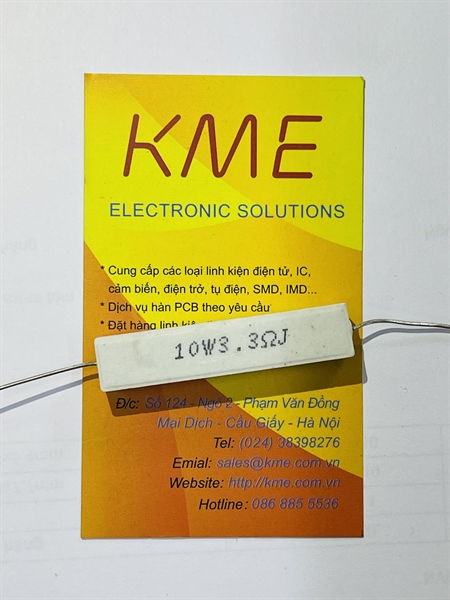 KME
ELECTRONIC SOLUTIONS
* Cung cấp các loại linh kiện điện tử, IC,
cảm biến, điện trở, tụ điện, SMD, IMD...
* Dịch vụ hàn PCB theo yêu cầu
* Đặt hàng linh
10W3.3ΩJ
Đ/c: Số 124 - Ngõ 2 - Phạm Văn Đồng
Mai Dịch - Cầu Giấy - Hà Nội
Tel: (024) 38398276
Emial: sales@kme.com.vn
Website: http://kme.com.vn
Hotline: 086 885 5536